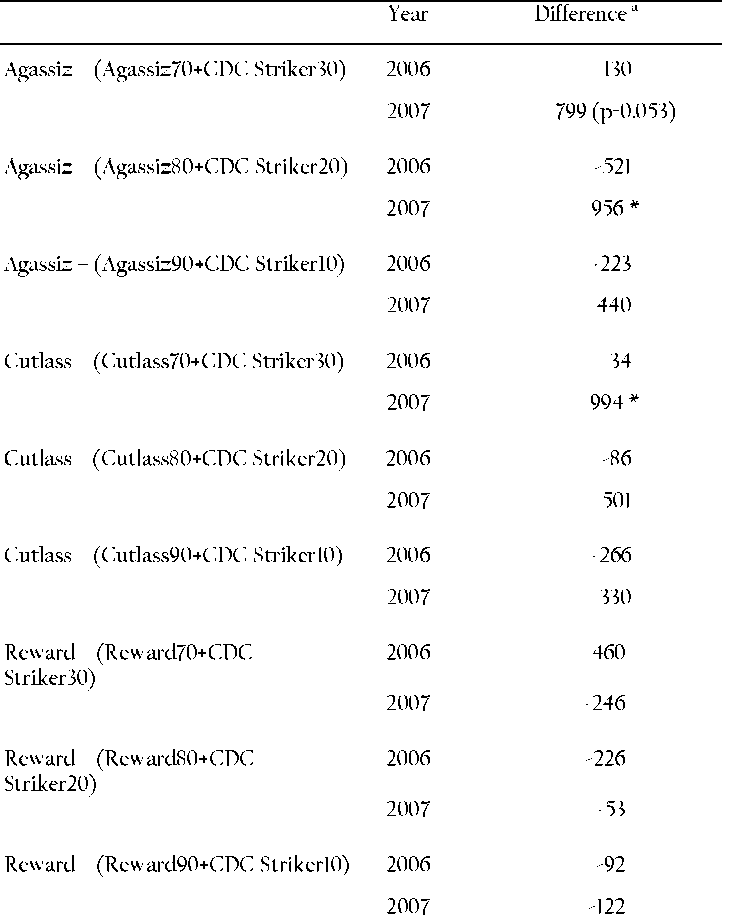 Year Difference a
Agassiz (Agassiz70+CDC Striker30) 2006 130
2007 799 (p-0.053)
Agassiz (Agassiz80+CDC Striker20) 2006 -521
2007 956 *
Agassiz – (Agassiz90+CDC Striker10) 2006 -223
2007 440
Cutlass (Cutlass70+CDC Striker30) 2006 34
2007 994 *
Cutlass (Cutlass80+CDC Striker20) 2006 -86
2007 501
Cutlass (Cutlass90+CDC Striker10) 2006 -266
2007 330
Reward (Reward70+CDC 2006 460
Striker30)
2007 -246
Reward (Reward80+CDC 2006 -226
Striker20)
2007 -53
Reward (Reward90+CDC Striker10) 2006 -92
2007 -122